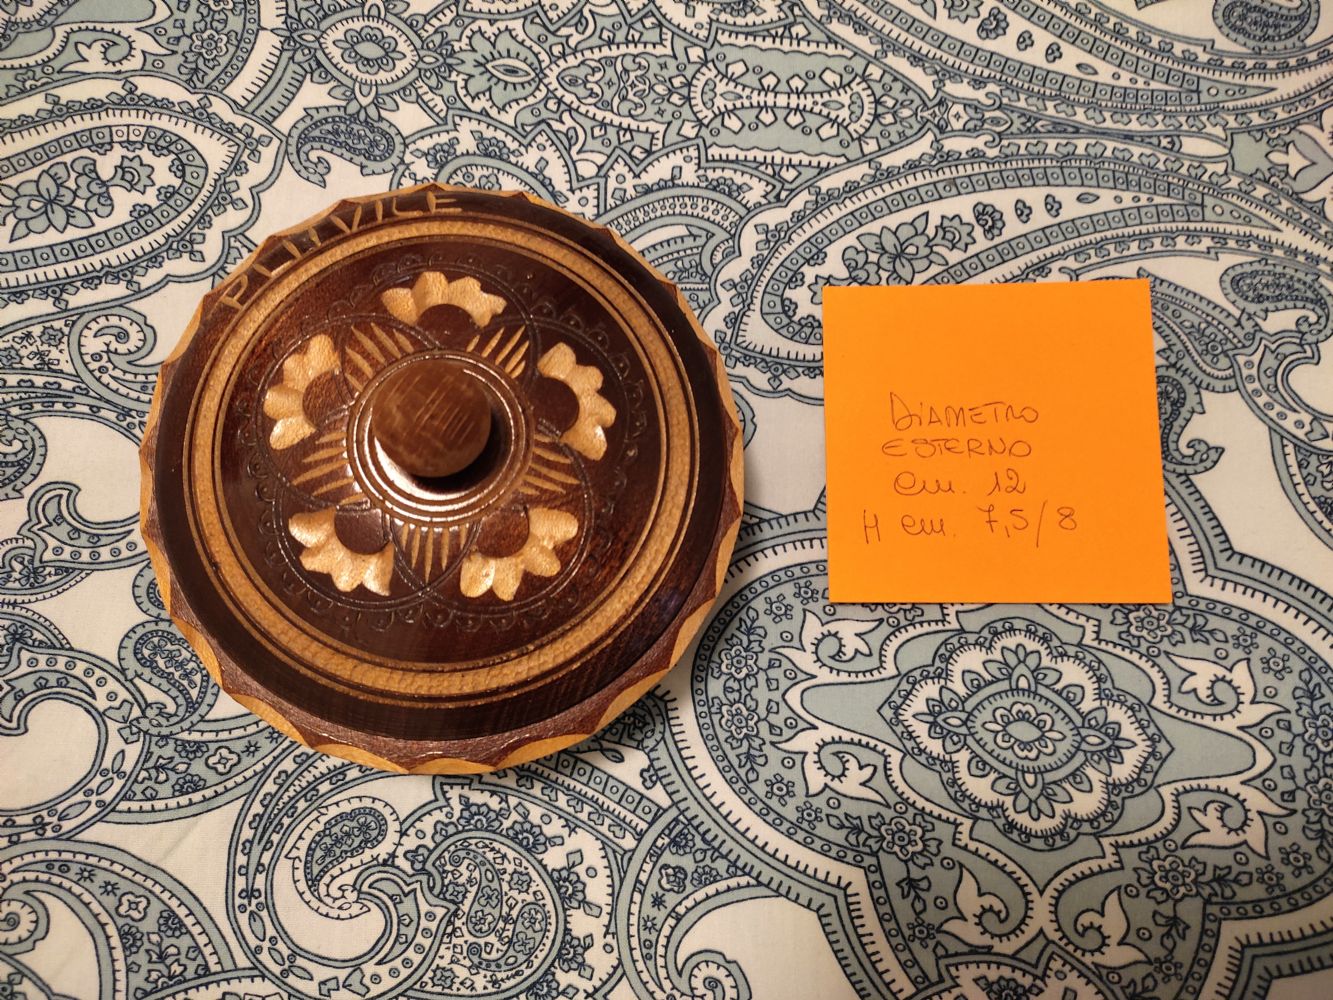 PLITVICE
DIAMETRO
ESTERNO
cm. 12
H cm. 7,5/8